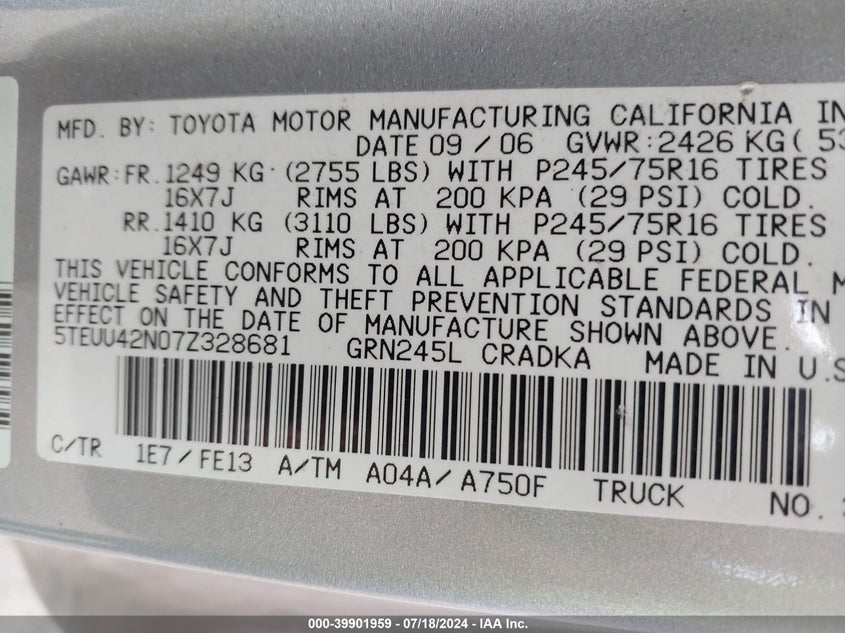 MFD. BY: TOYOTA MOTOR MANUFACTURING CALIFORNIA IN
DATE 09 / 06 GVWR:2426 KG( 53
GAWR:FR. 1249 KG (2755 LBS) WITH P245/75R16 TIRES
16X7J RIMS AT 200 KPA (29 PSI) COLD.
RR. 1410 KG (3110 LBS) WITH P245/75R16 TIRES
16X7J RIMS AT 200 KPA (29 PSI) COLD.
THIS VEHICLE CONFORMS TO ALL APPLICABLE FEDERAL M
VEHICLE SAFETY AND THEFT PREVENTION STANDARDS IN
EFFECT ON THE DATE OF MANUFACTURE SHOWN ABOVE.
5TEUU42N07Z328681 GRN245L CRADKA MADE IN U.S
C/TR 1E7/ FE13 A/TM A04A/ A750F TRUCK NO.
000-39901959 / 07/18/2024 - IAA Inc.